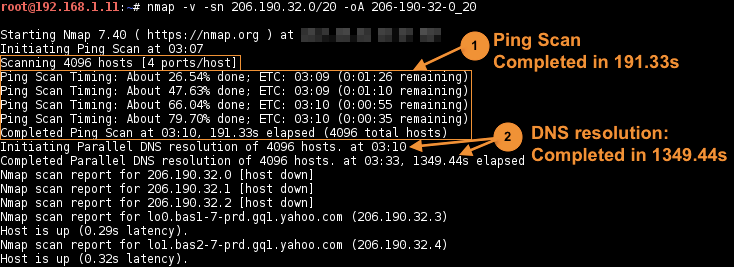 root@192.168.1.11:~# nmap -v -sn 206.190.32.0/20 -oA 206-190-32-0_20
Starting Nmap 7.40 ( https://nmap.org ) at
Initiating Ping Scan at 03:07
Scanning 4096 hosts [4 ports/host]
Ping Scan Timing: About 26.54% done; ETC: 03:09 (0:01:26 remaining)
Ping Scan Timing: About 47.63% done; ETC: 03:09 (0:01:10 remaining)
Ping Scan Timing: About 66.04% done; ETC: 03:10 (0:00:55 remaining)
Ping Scan Timing: About 79.70% done; ETC: 03:10 (0:00:35 remaining)
Completed Ping Scan at 03:10, 191.33s elapsed (4096 total hosts)
Initiating Parallel DNS resolution of 4096 hosts. at 03:10
Completed Parallel DNS resolution of 4096 hosts. at 03:33, 1349.44s elapsed
Nmap scan report for 206.190.32.0 [host down]
Nmap scan report for 206.190.32.1 [host down]
Nmap scan report for 206.190.32.2 [host down]
Nmap scan report for lo0.bas1-7-prd.gq1.yahoo.com (206.190.32.3)
Host is up (0.29s latency).
Nmap scan report for lo1.bas2-7-prd.gq1.yahoo.com (206.190.32.4)
Host is up (0.32s latency).
1
Ping Scan
Completed in 191.33s
2
DNS resolution:
Completed in 1349.44s